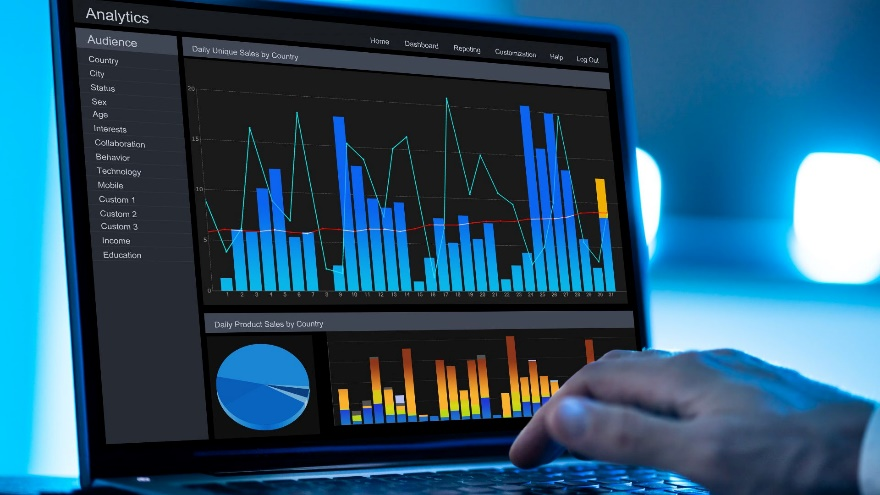 Analytics
Home Dashboard Repoting Customization Help Log Out
Audience
Country
City
Status
Sex
Age
Interests
Collaboration
Behavior
Technology
Mobile
Custom 1
Custom 2
Custom 3
Income
Education
Daily Unique Sales by Country
20
15
10
5
0
1 2 3 4 5 6 7 8 9 10 11 12 13 14 15 16 17 18 19 20 21 22 23 24 25 26 27 28 29 30 31
Daily Product Sales by Country